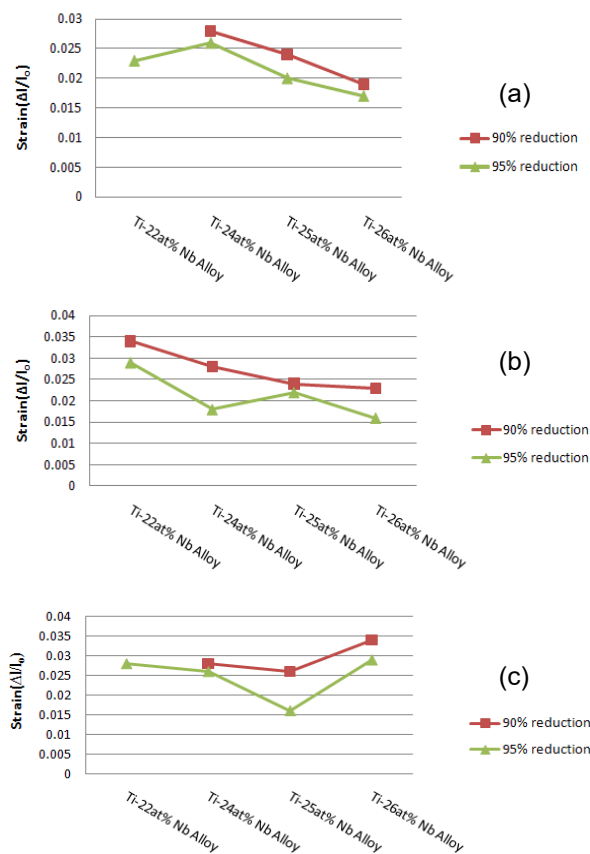 0.03
0.025
0.02
0.015
0.01
0.005
0
Strain(Δl/lₒ)
Ti-22at% Nb Alloy
Ti-24at% Nb Alloy
Ti-25at% Nb Alloy
Ti-26at% Nb Alloy
(a)
90% reduction
95% reduction
0.04
0.035
0.03
0.025
0.02
0.015
0.01
0.005
0
Strain(Δl/lₒ)
Ti-22at% Nb Alloy
Ti-24at% Nb Alloy
Ti-25at% Nb Alloy
Ti-26at% Nb Alloy
(b)
90% reduction
95% reduction
0.04
0.035
0.03
0.025
0.02
0.015
0.01
0.005
0
Strain(Δl/l₀)
Ti-22at% Nb Alloy
Ti-24at% Nb Alloy
Ti-25at% Nb Alloy
Ti-26at% Nb Alloy
(c)
90% reduction
95% reduction